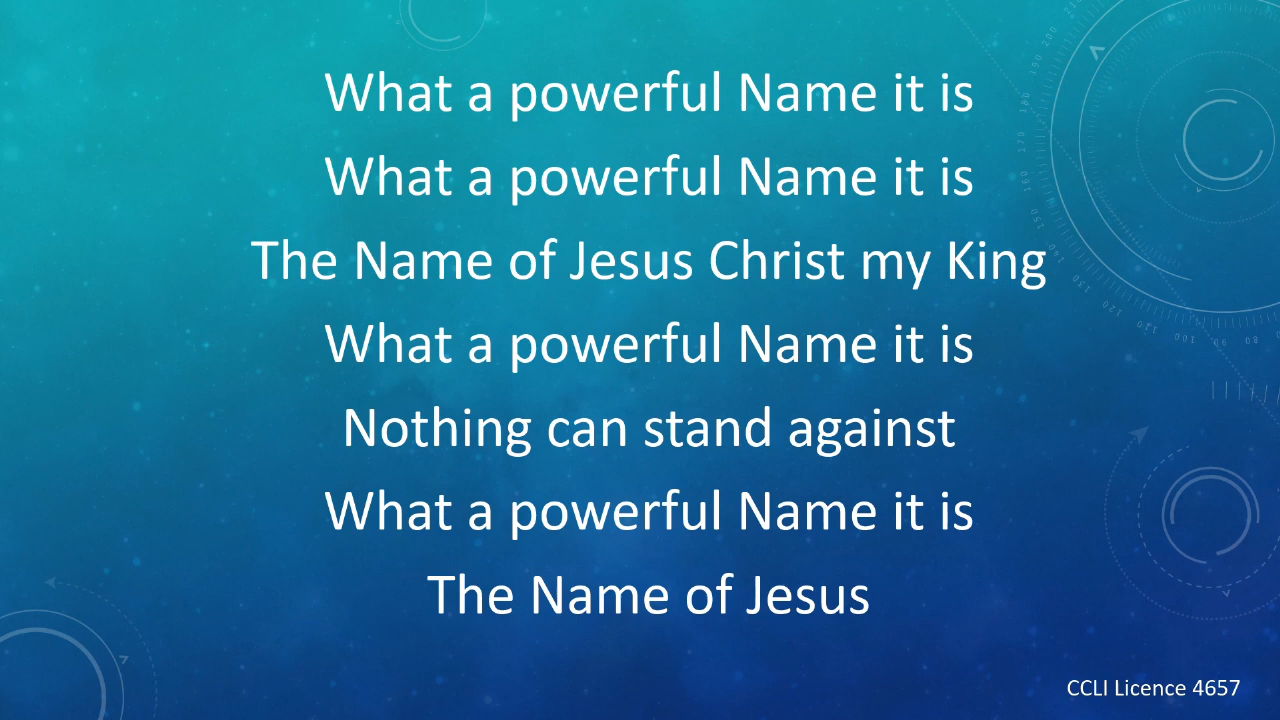 What a powerful Name it is
What a powerful Name it is
The Name of Jesus Christ my King
What a powerful Name it is
Nothing can stand against
What a powerful Name it is
The Name of Jesus
CCLI Licence 4657